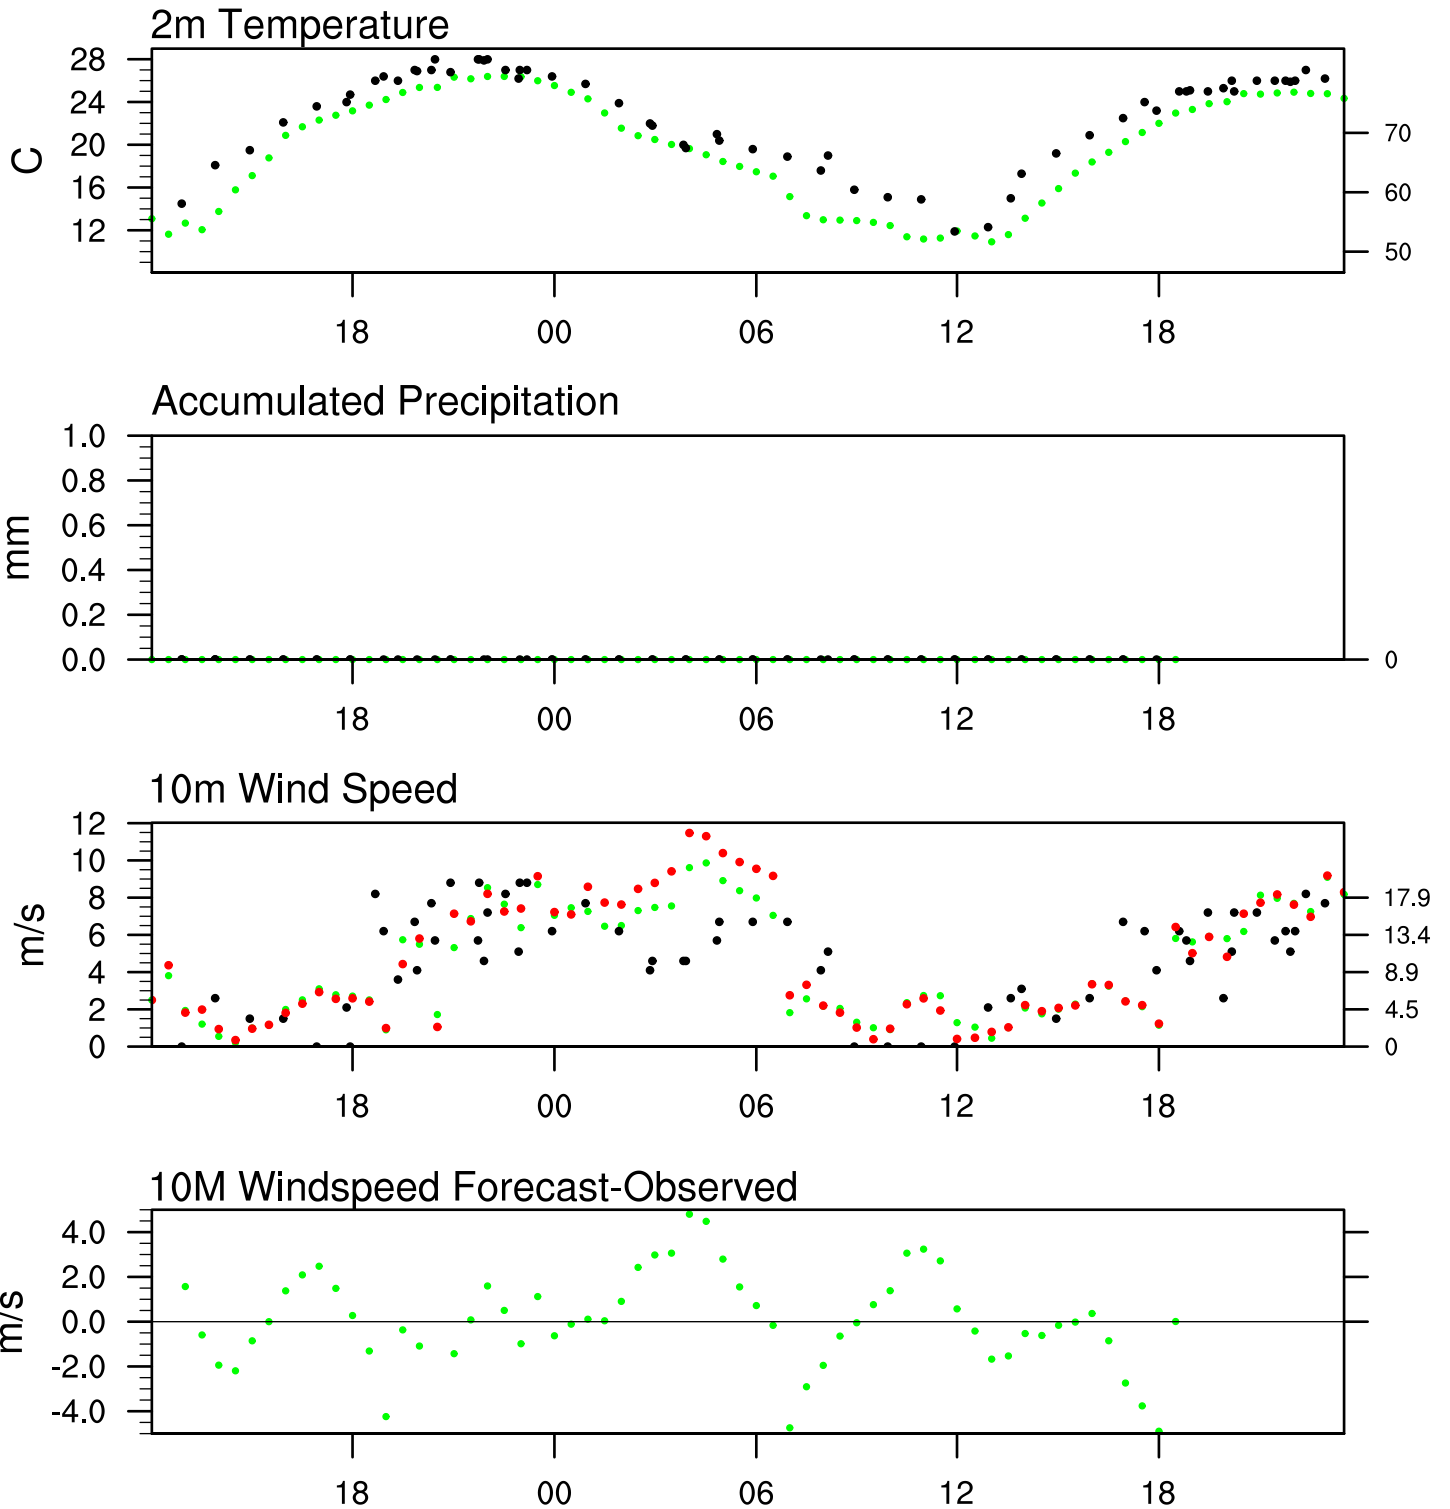 2m Temperature
28
24
20
16
12
C
70
60
50
18 00 06 12 18
Accumulated Precipitation
1.0
0.8
0.6
0.4
0.2
0.0
mm
0
18 00 06 12 18
10m Wind Speed
12
10
8
6
4
2
0
m/s
17.9
13.4
8.9
4.5
0
18 00 06 12 18
10M Windspeed Forecast-Observed
4.0
2.0
0.0
-2.0
-4.0
m/s
18 00 06 12 18